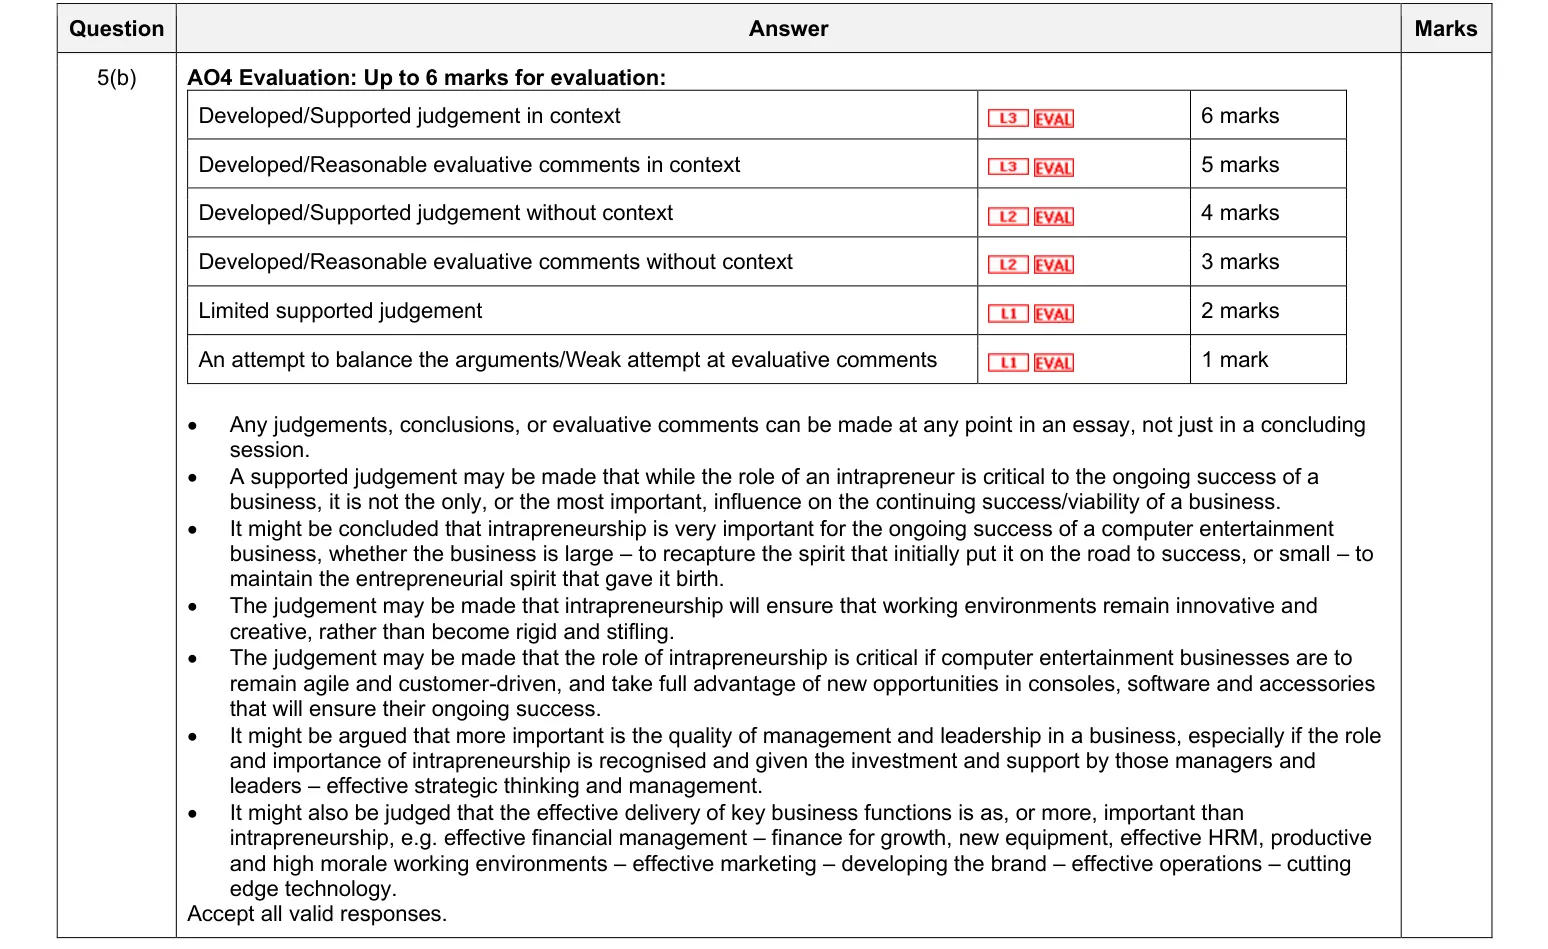 Question Answer Marks
5(b) AO4 Evaluation: Up to 6 marks for evaluation:
Developed/Supported judgement in context L3 EVAL 6 marks
Developed/Reasonable evaluative comments in context L3 EVAL 5 marks
Developed/Supported judgement without context L2 EVAL 4 marks
Developed/Reasonable evaluative comments without context L2 EVAL 3 marks
Limited supported judgement L1 EVAL 2 marks
An attempt to balance the arguments/Weak attempt at evaluative comments L1 EVAL 1 mark
• Any judgements, conclusions, or evaluative comments can be made at any point in an essay, not just in a concluding
session.
• A supported judgement may be made that while the role of an intrapreneur is critical to the ongoing success of a
business, it is not the only, or the most important, influence on the continuing success/viability of a business.
• It might be concluded that intrapreneurship is very important for the ongoing success of a computer entertainment
business, whether the business is large – to recapture the spirit that initially put it on the road to success, or small – to
maintain the entrepreneurial spirit that gave it birth.
• The judgement may be made that intrapreneurship will ensure that working environments remain innovative and
creative, rather than become rigid and stifling.
• The judgement may be made that the role of intrapreneurship is critical if computer entertainment businesses are to
remain agile and customer-driven, and take full advantage of new opportunities in consoles, software and accessories
that will ensure their ongoing success.
• It might be argued that more important is the quality of management and leadership in a business, especially if the role
and importance of intrapreneurship is recognised and given the investment and support by those managers and
leaders – effective strategic thinking and management.
• It might also be judged that the effective delivery of key business functions is as, or more, important than
intrapreneurship, e.g. effective financial management – finance for growth, new equipment, effective HRM, productive
and high morale working environments – effective marketing – developing the brand – effective operations – cutting
edge technology.
Accept all valid responses.